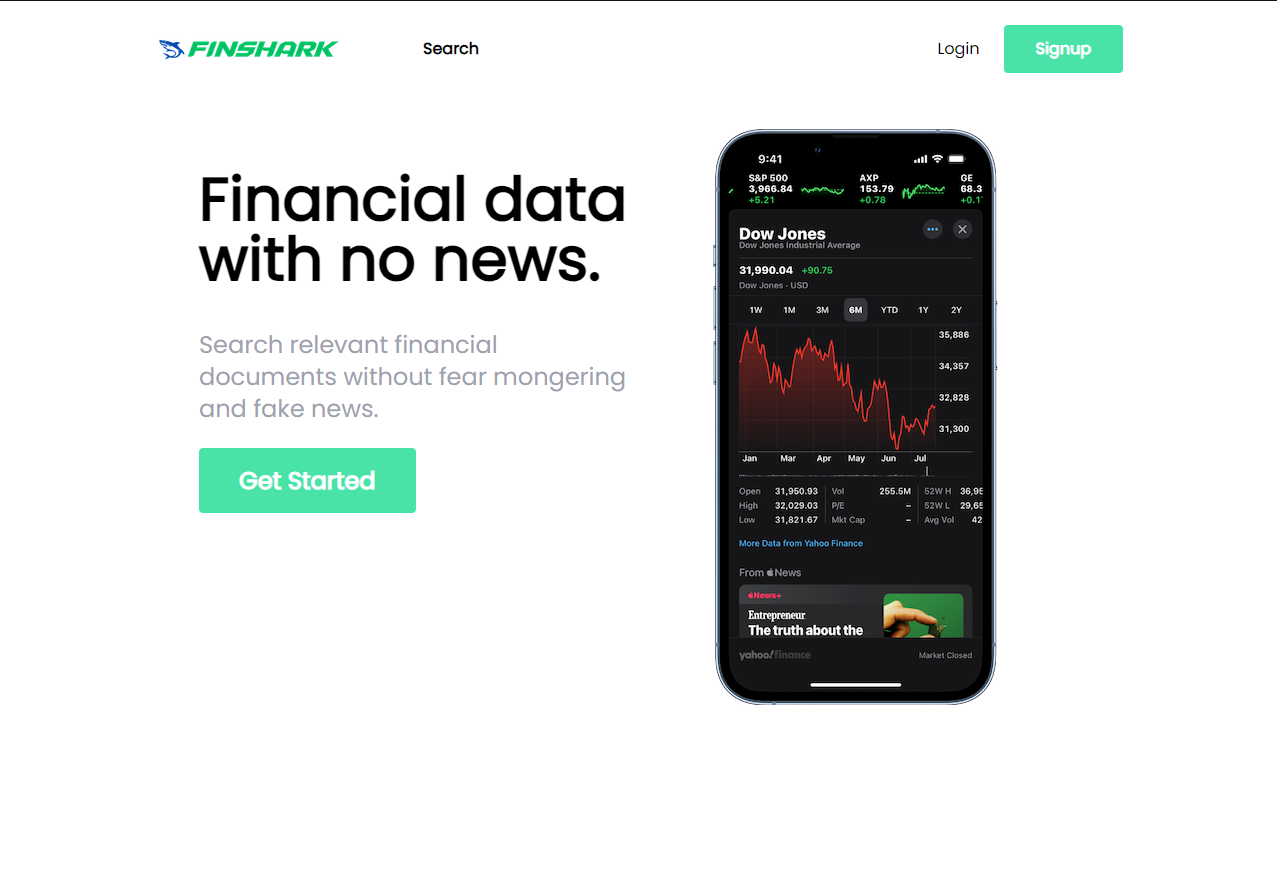 FINSHARK
Search
Login
Signup
Financial data
with no news.
Search relevant financial
documents without fear mongering
and fake news.
Get Started
9:41
S&P 500 AXP GE
3,966.84 153.79 68.3
+5.21 +0.78 +0.1
Dow Jones
Dow Jones Industrial Average
31,990.04 +90.75
Dow Jones · USD
1W 1M 3M 6M YTD 1Y 2Y
35,886
34,357
32,828
31,300
Jan Mar Apr May Jun Jul
Open 31,950.93 Vol 255.5M 52W H 36,95
High 32,029.03 P/E – 52W L 29,65
Low 31,821.67 Mkt Cap – Avg Vol 42
More Data from Yahoo Finance
From News
News+
Entrepreneur
The truth about the
yahoo!finance
Market Closed